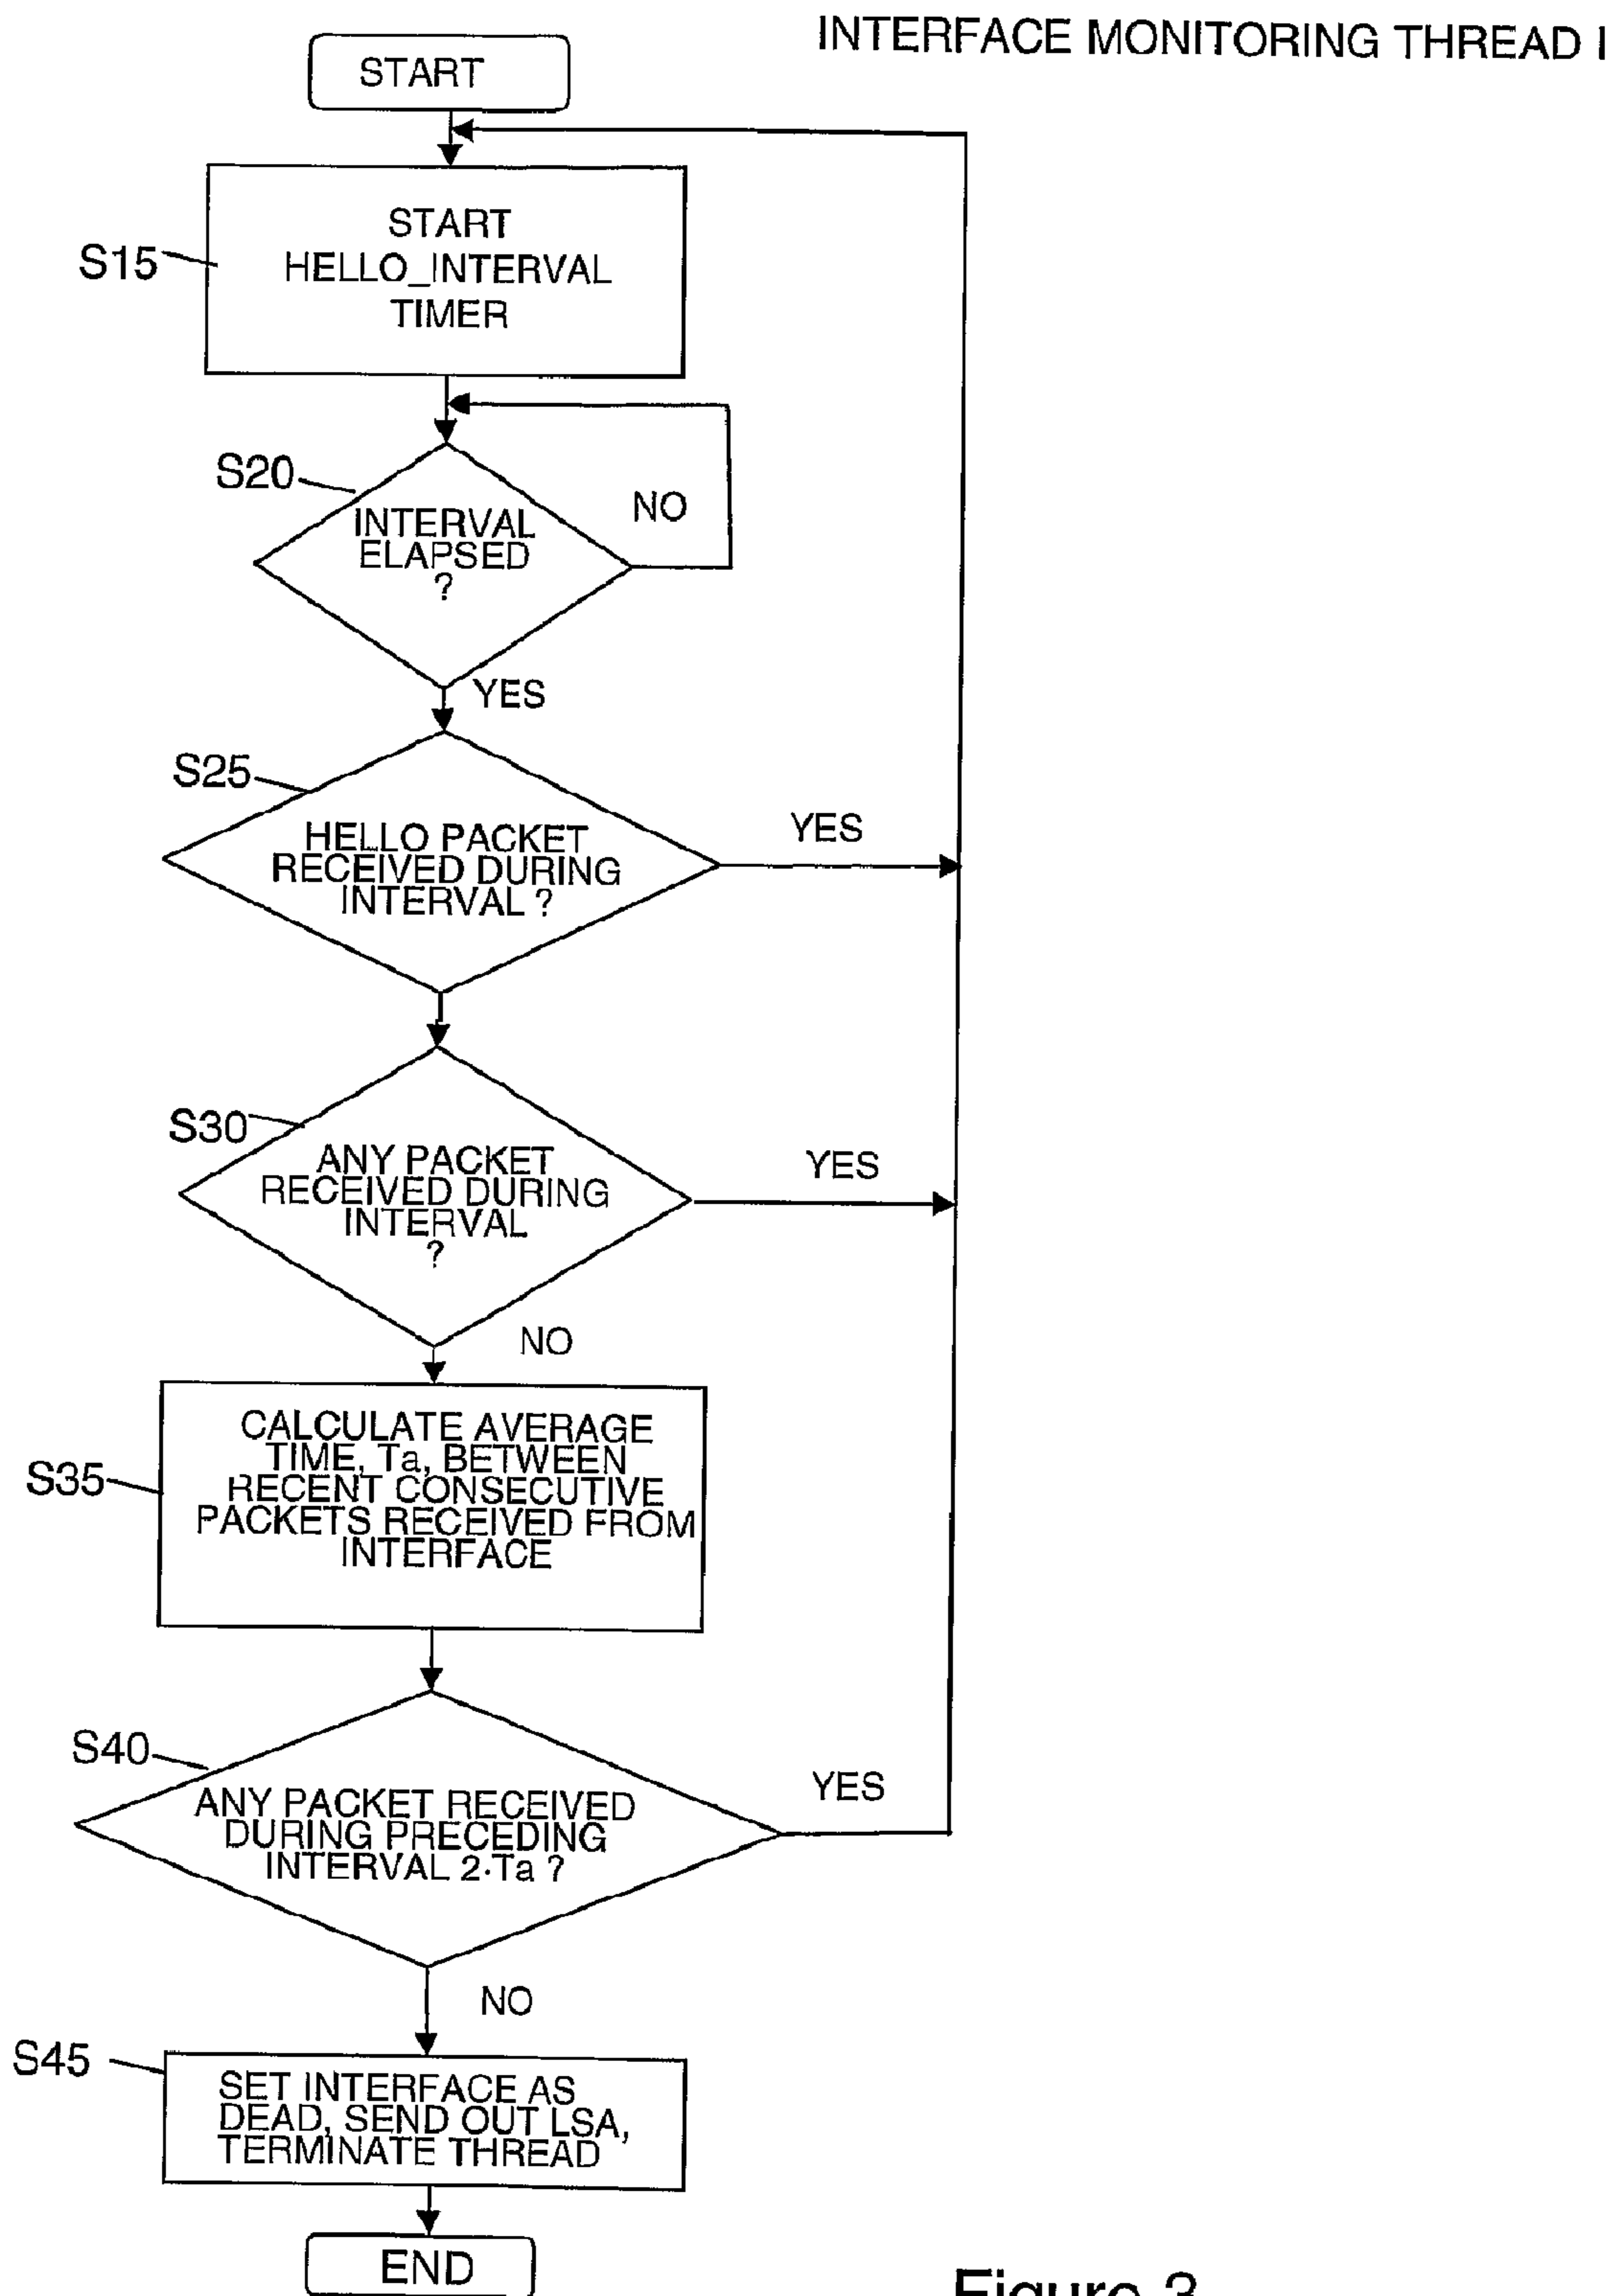 INTERFACE MONITORING THREAD I
START
START
HELLO_INTERVAL
TIMER
S15
S20
INTERVAL
ELAPSED
?
NO
YES
S25
HELLO PACKET
RECEIVED DURING
INTERVAL ?
YES
S30
ANY PACKET
RECEIVED DURING
INTERVAL
?
YES
NO
S35
CALCULATE AVERAGE
TIME, Ta, BETWEEN
RECENT CONSECUTIVE
PACKETS RECEIVED FROM
INTERFACE
S40
ANY PACKET RECEIVED
DURING PRECEDING
INTERVAL 2·Ta ?
YES
NO
S45
SET INTERFACE AS
DEAD, SEND OUT LSA,
TERMINATE THREAD
END
Figure 3